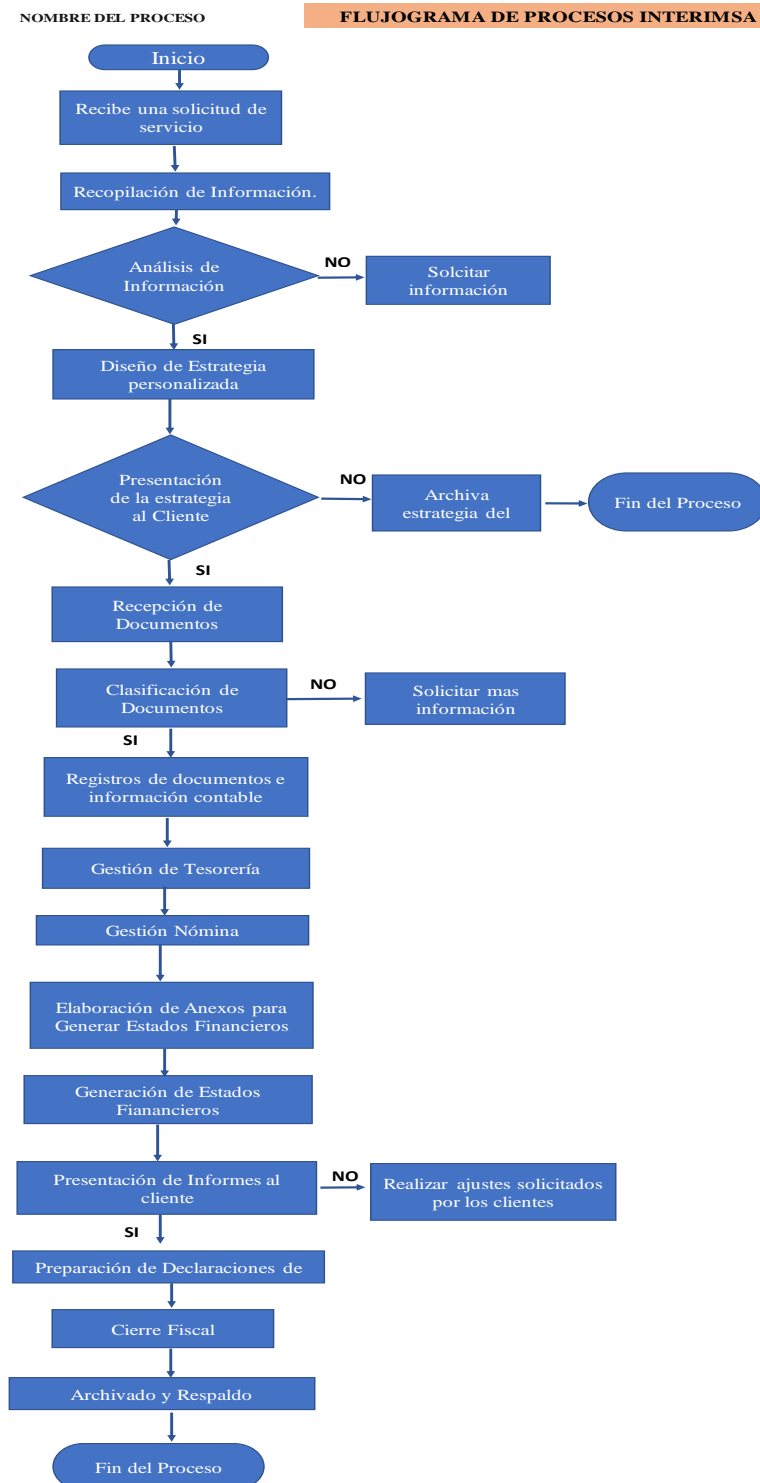 NOMBRE DEL PROCESO
FLUJOGRAMA DE PROCESOS INTERIMSA
Inicio
Recibe una solicitud de
servicio
Recopilación de Información.
Análisis de
Información
NO
Solcitar
información
SI
Diseño de Estrategia
personalizada
Presentación
de la estrategia
al Cliente
NO
Archiva
estrategia del
Fin del Proceso
SI
Recepción de
Documentos
Clasificación de
Documentos
NO
Solicitar mas
información
SI
Registros de documentos e
información contable
Gestión de Tesorería
Gestión Nómina
Elaboración de Anexos para
Generar Estados Financieros
Generación de Estados
Fianancieros
Presentación de Informes al
cliente
NO
Realizar ajustes solicitados
por los clientes
SI
Preparación de Declaraciones de
Cierre Fiscal
Archivado y Respaldo
Fin del Proceso